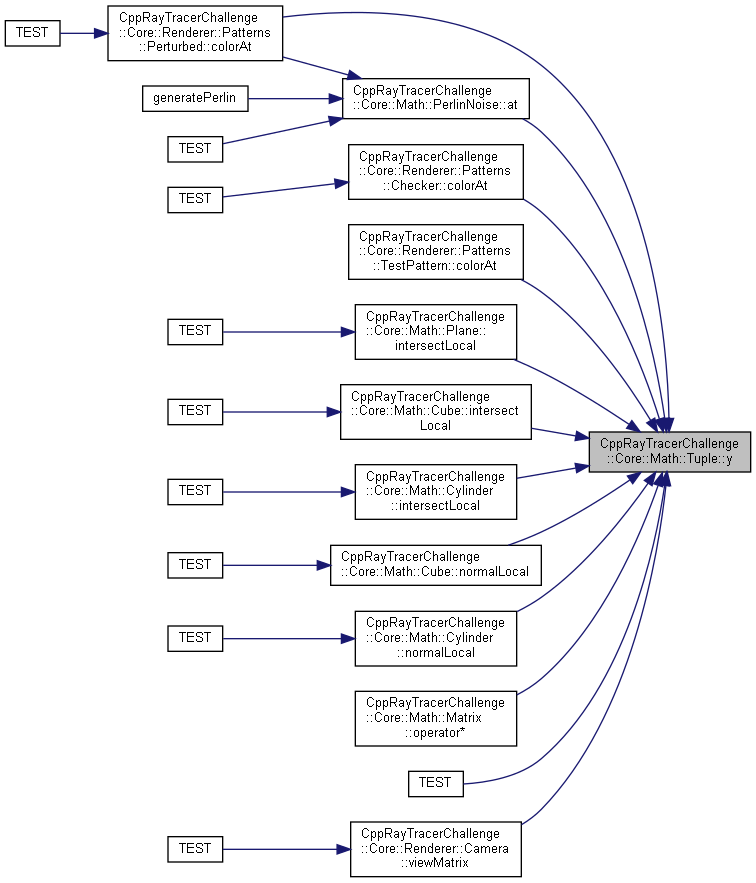 TEST
CppRayTracerChallenge
::Core::Renderer::Patterns
::Perturbed::colorAt
generatePerlin
CppRayTracerChallenge
::Core::Math::PerlinNoise::at
TEST
CppRayTracerChallenge
::Core::Renderer::Patterns
::Checker::colorAt
TEST
CppRayTracerChallenge
::Core::Renderer::Patterns
::TestPattern::colorAt
CppRayTracerChallenge
::Core::Math::Plane::
intersectLocal
TEST
CppRayTracerChallenge
::Core::Math::Cube::intersect
Local
TEST
CppRayTracerChallenge
::Core::Math::Tuple::y
CppRayTracerChallenge
::Core::Math::Cylinder
::intersectLocal
TEST
CppRayTracerChallenge
::Core::Math::Cube::normalLocal
TEST
CppRayTracerChallenge
::Core::Math::Cylinder
::normalLocal
TEST
CppRayTracerChallenge
::Core::Math::Matrix
::operator*
TEST
CppRayTracerChallenge
::Core::Renderer::Camera
::viewMatrix
TEST